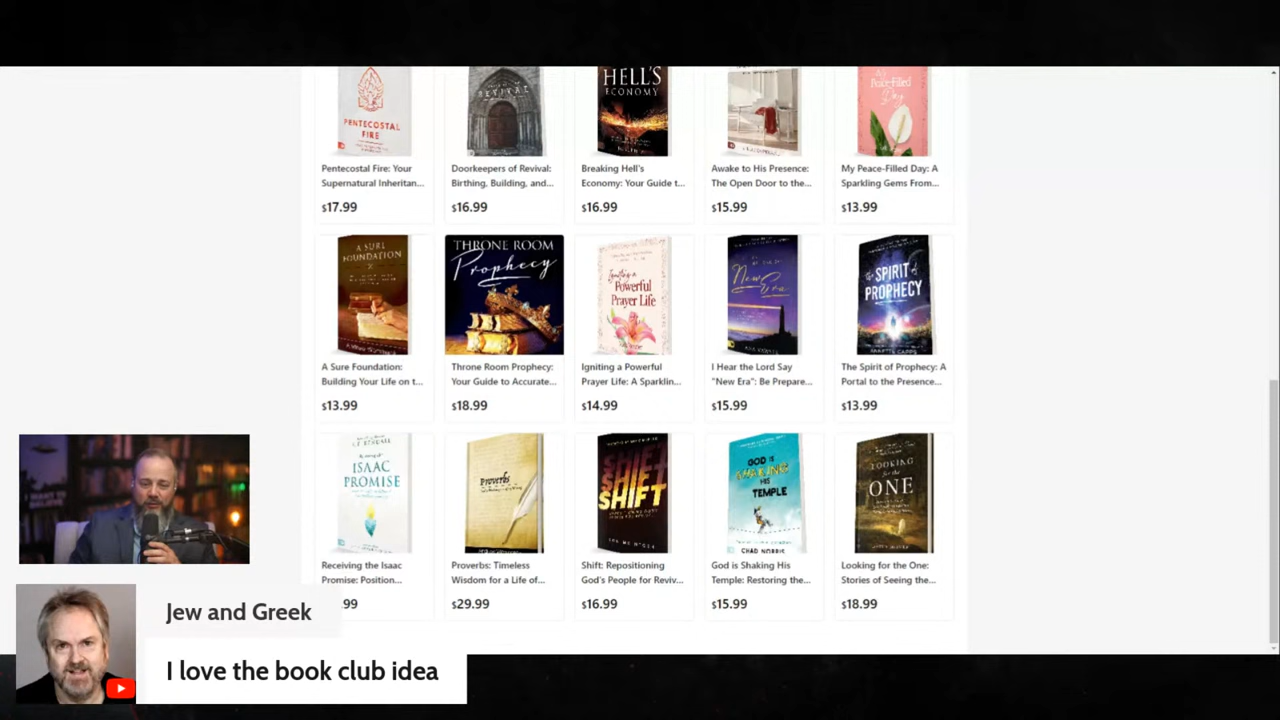 PENTECOSTAL
FIRE
REVIVAL
HELL'S
ECONOMY
Peace-Filled
Day
Pentecostal Fire: Your
Supernatural Inheritan...
$17.99
Doorkeepers of Revival:
Birthing, Building, and...
$16.99
Breaking Hell's
Economy: Your Guide t...
$16.99
Awake to His Presence:
The Open Door to the...
$15.99
My Peace-Filled Day: A
Sparkling Gems From...
$13.99
A SURE
FOUNDATION
THRONE ROOM
Prophecy
Igniting a
Powerful
Prayer Life
New Era
THE SPIRIT of
PROPHECY
ANNETTE CAPPS
A Sure Foundation:
Building Your Life on t...
$13.99
Throne Room Prophecy:
Your Guide to Accurate...
$18.99
Igniting a Powerful
Prayer Life: A Sparklin...
$14.99
I Hear the Lord Say
"New Era": Be Prepare...
$15.99
The Spirit of Prophecy: A
Portal to the Presence...
$13.99
ISAAC
PROMISE
Proverbs
SHIFT
SHIFT
GOD IS
SHAKING HIS
TEMPLE
CHAD NORRIS
LOOKING
for the
ONE
Receiving the Isaac
Promise: Position...
.99
Proverbs: Timeless
Wisdom for a Life of...
$29.99
Shift: Repositioning
God's People for Reviv...
$16.99
God is Shaking His
Temple: Restoring the...
$15.99
Looking for the One:
Stories of Seeing the...
$18.99
Jew and Greek
I love the book club idea